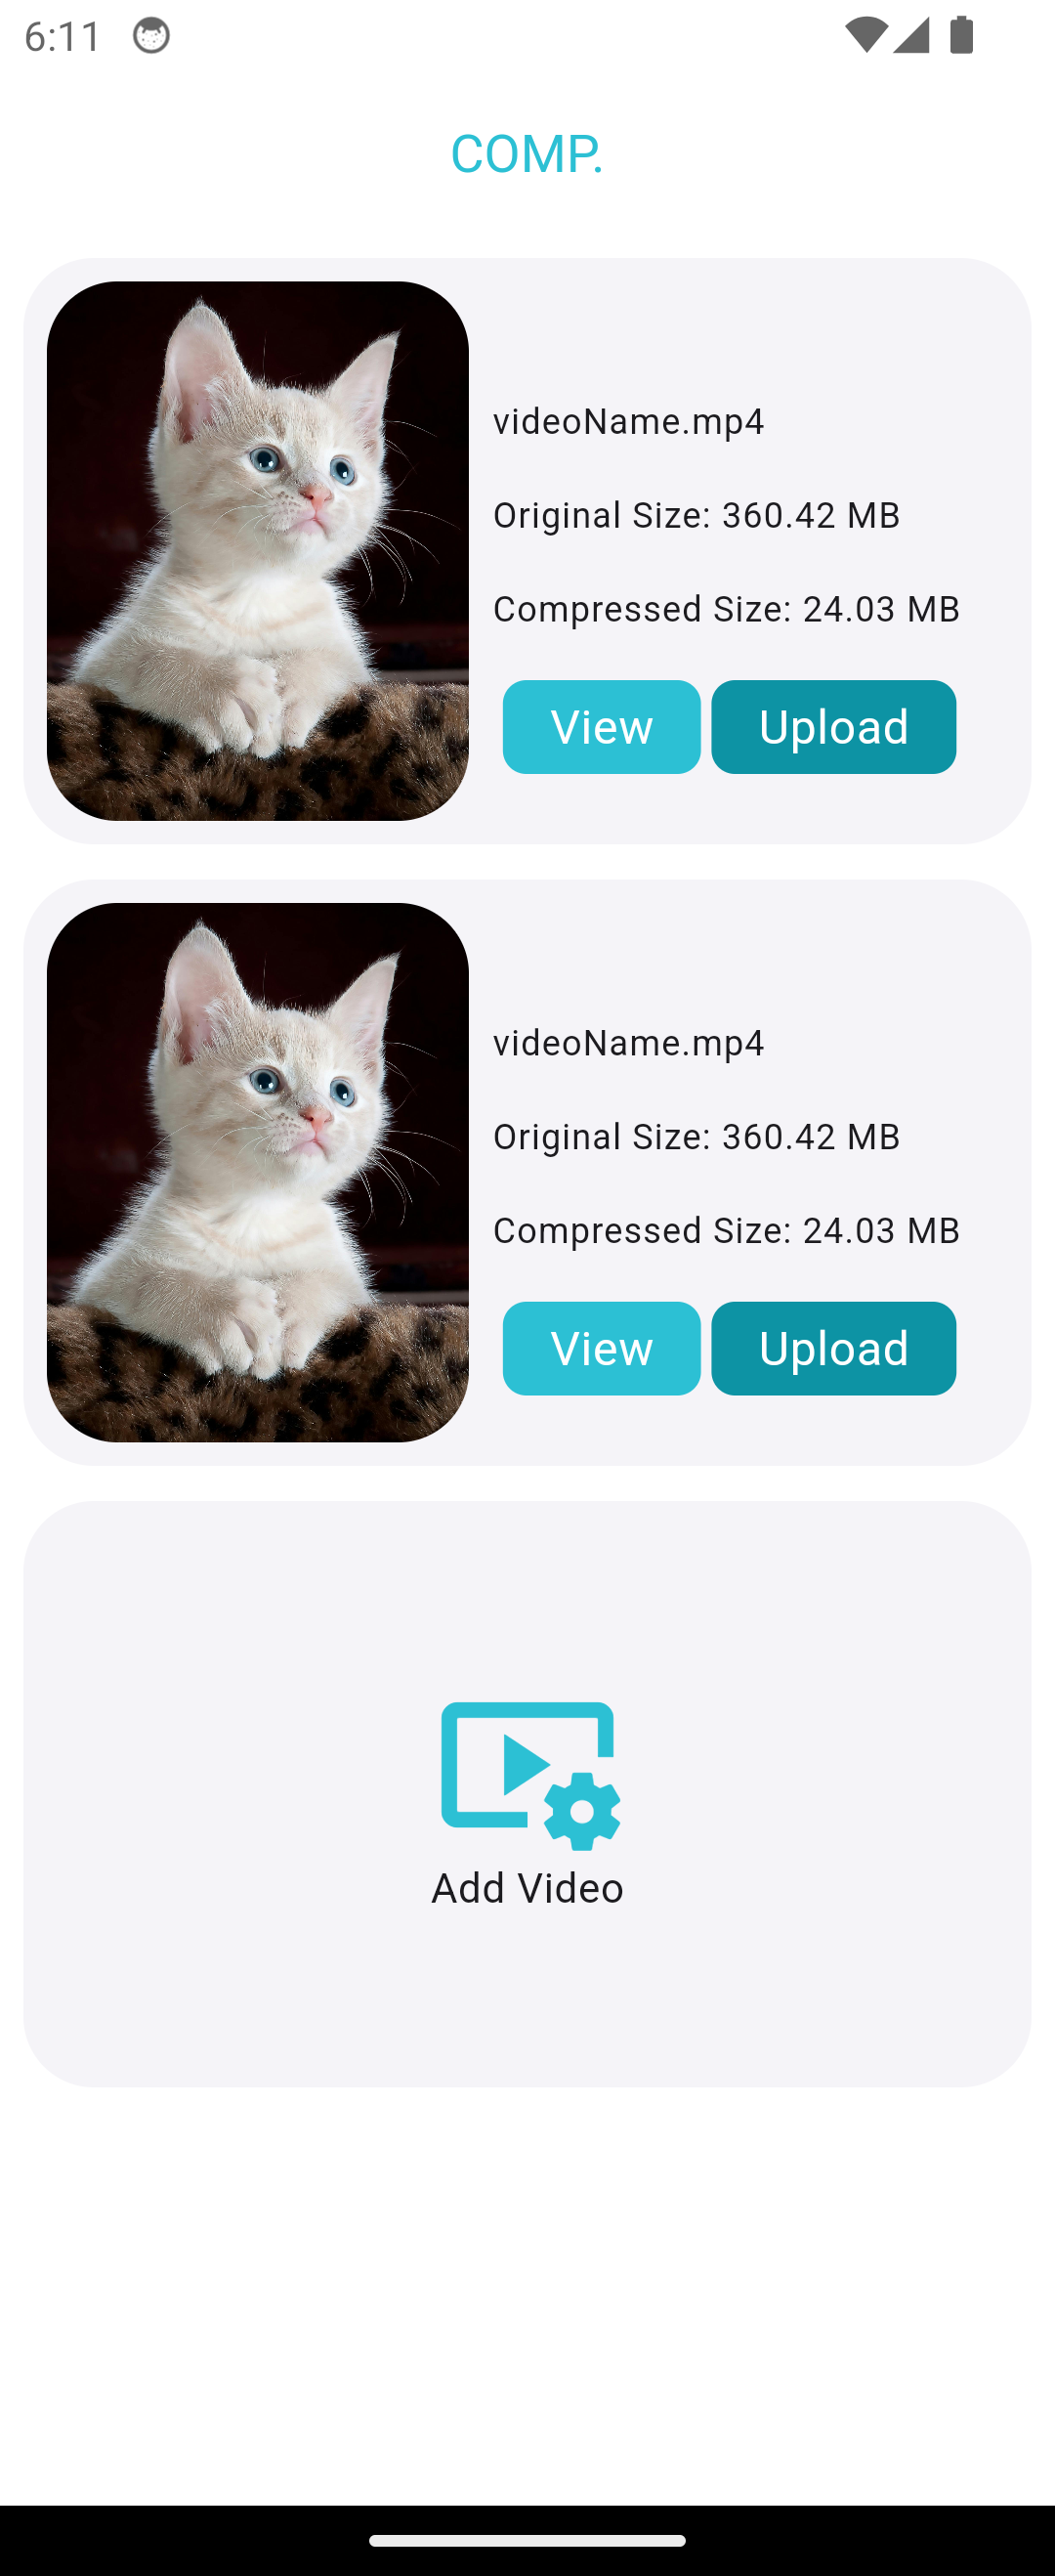 6:11
COMP.
videoName.mp4
Original Size: 360.42 MB
Compressed Size: 24.03 MB
View Upload
videoName.mp4
Original Size: 360.42 MB
Compressed Size: 24.03 MB
View Upload
Add Video